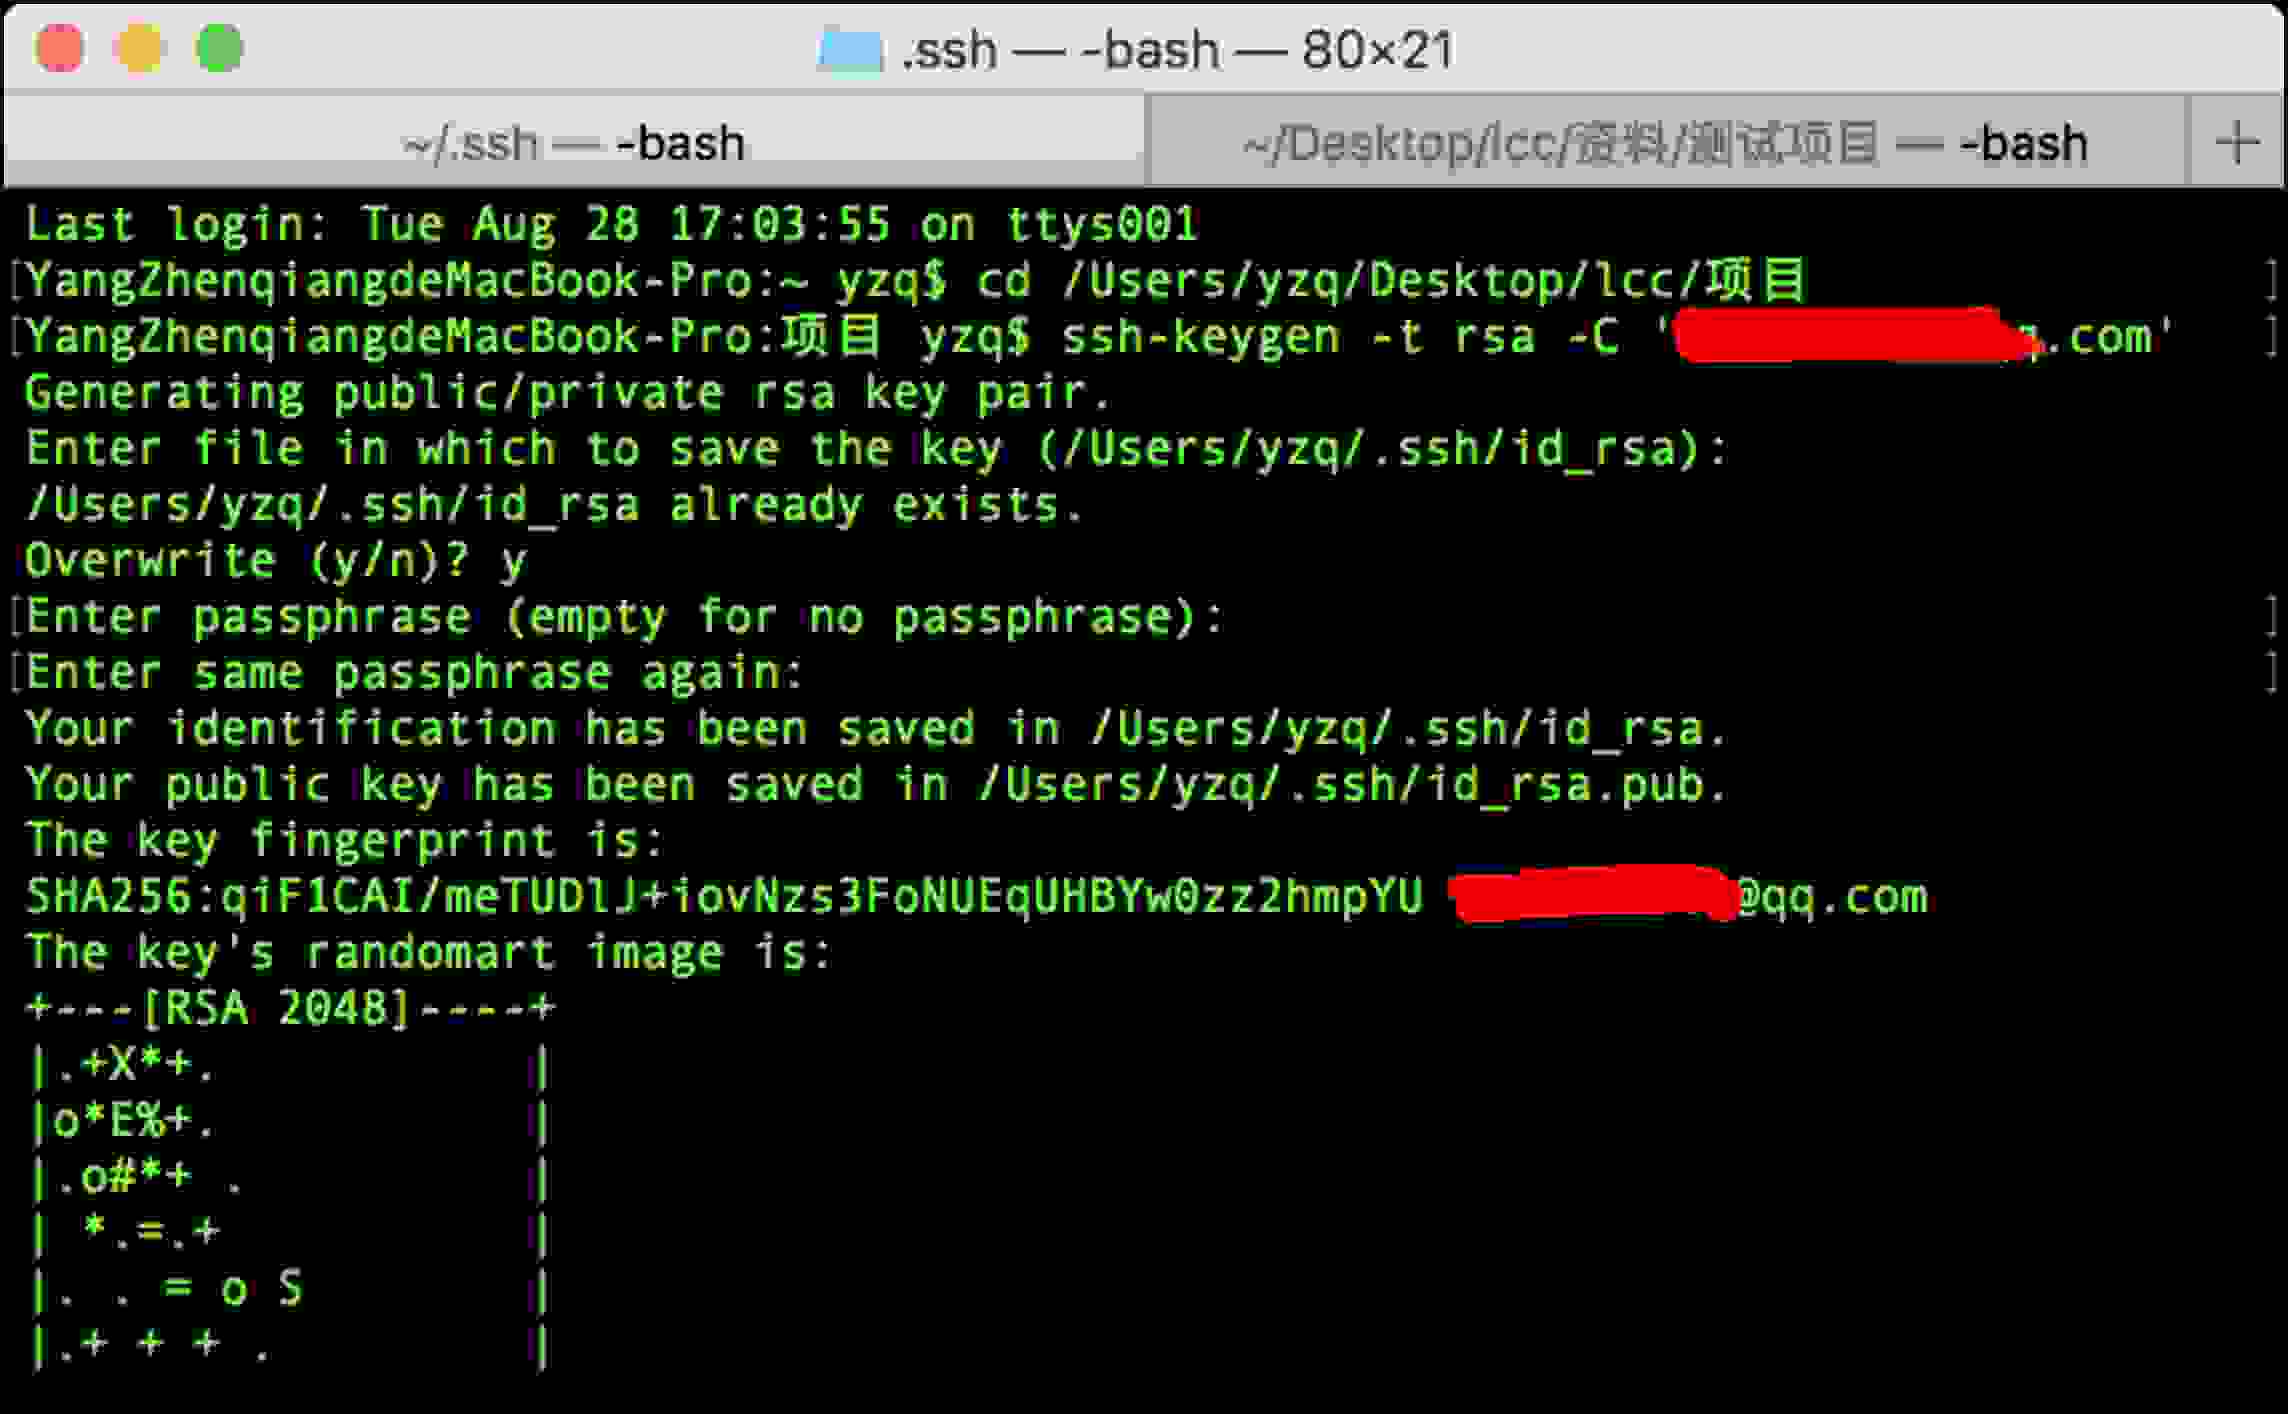 .ssh — -bash — 80×21
~/.ssh — -bash
~/Desktop/lcc/资料/测试项目 — -bash
+
Last login: Tue Aug 28 17:03:55 on ttys001
[YangZhenqiangdeMacBook-Pro:~ yzq$ cd /Users/yzq/Desktop/lcc/项目 ]
[YangZhenqiangdeMacBook-Pro:项目 yzq$ ssh-keygen -t rsa -C 'q.com' ]
Generating public/private rsa key pair.
Enter file in which to save the key (/Users/yzq/.ssh/id_rsa):
/Users/yzq/.ssh/id_rsa already exists.
Overwrite (y/n)? y
[Enter passphrase (empty for no passphrase): ]
[Enter same passphrase again: ]
Your identification has been saved in /Users/yzq/.ssh/id_rsa.
Your public key has been saved in /Users/yzq/.ssh/id_rsa.pub.
The key fingerprint is:
SHA256:qiF1CAI/meTUDlJ+iovNzs3FoNUEqUHBYw0zz2hmpYU @qq.com
The key's randomart image is:
+---[RSA 2048]----+
|.+X*+.           |
|o*E%+.           |
|.o#*+ .          |
| *.=.+           |
|. . = o S        |
|.+ + + .         |